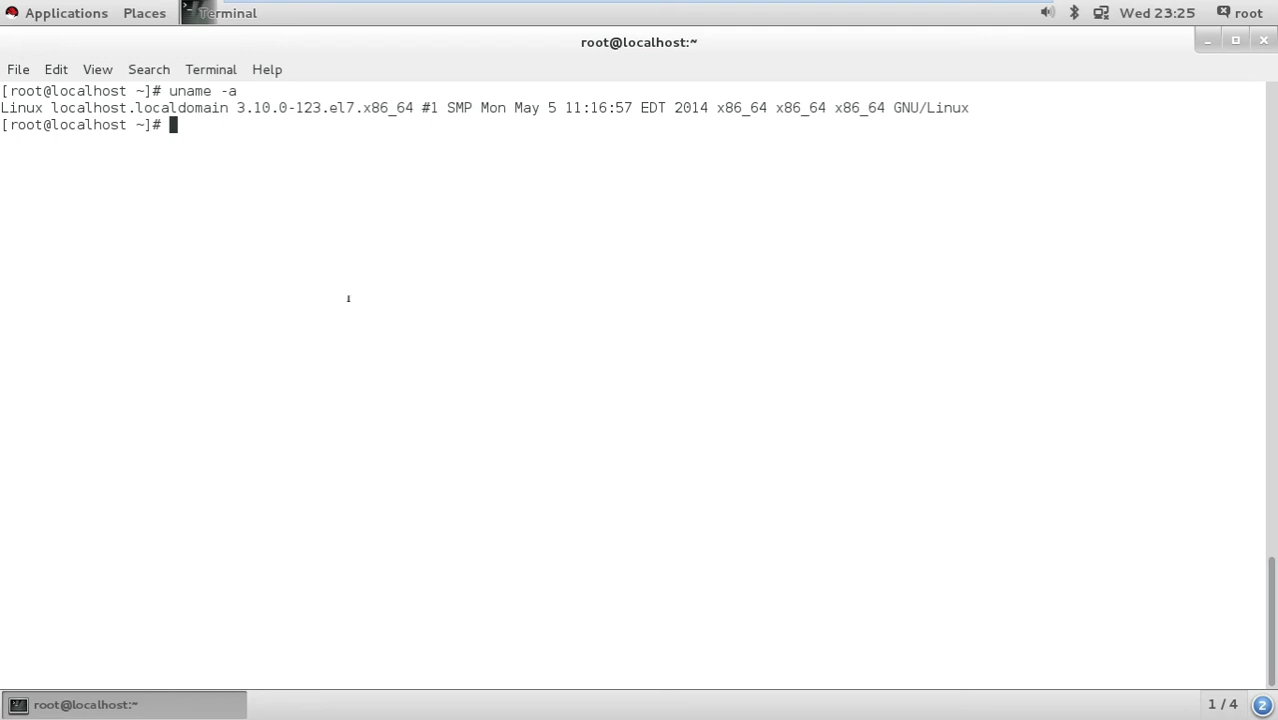 Applications Places Terminal Wed 23:25 root
root@localhost:~
File Edit View Search Terminal Help
[root@localhost ~]# uname -a
Linux localhost.localdomain 3.10.0-123.el7.x86_64 #1 SMP Mon May 5 11:16:57 EDT 2014 x86_64 x86_64 x86_64 GNU/Linux
[root@localhost ~]#
root@localhost:~ 1 / 4 2